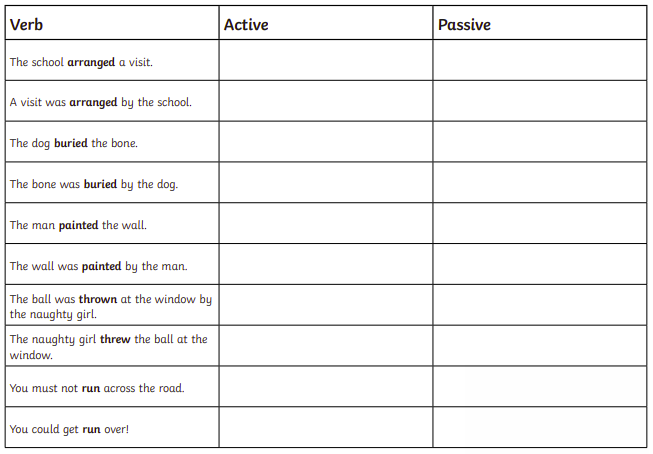 Verb Active Passive
The school arranged a visit.
A visit was arranged by the school.
The dog buried the bone.
The bone was buried by the dog.
The man painted the wall.
The wall was painted by the man.
The ball was thrown at the window by
the naughty girl.
The naughty girl threw the ball at the
window.
You must not run across the road.
You could get run over!